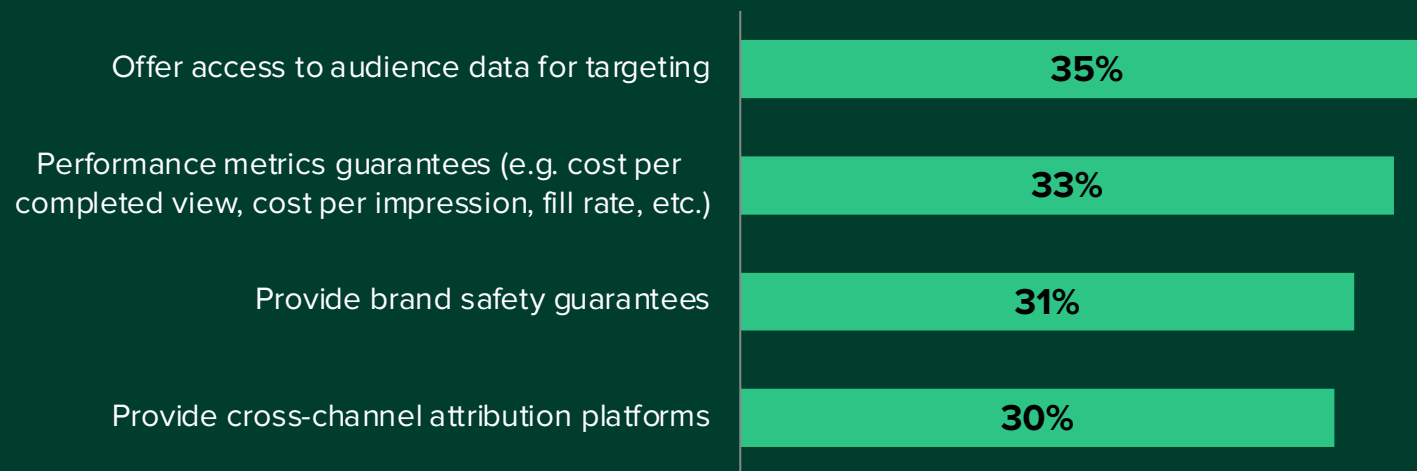 Offer access to audience data for targeting
35%
Performance metrics guarantees (e.g. cost per
completed view, cost per impression, fill rate, etc.)
33%
Provide brand safety guarantees
31%
Provide cross-channel attribution platforms
30%